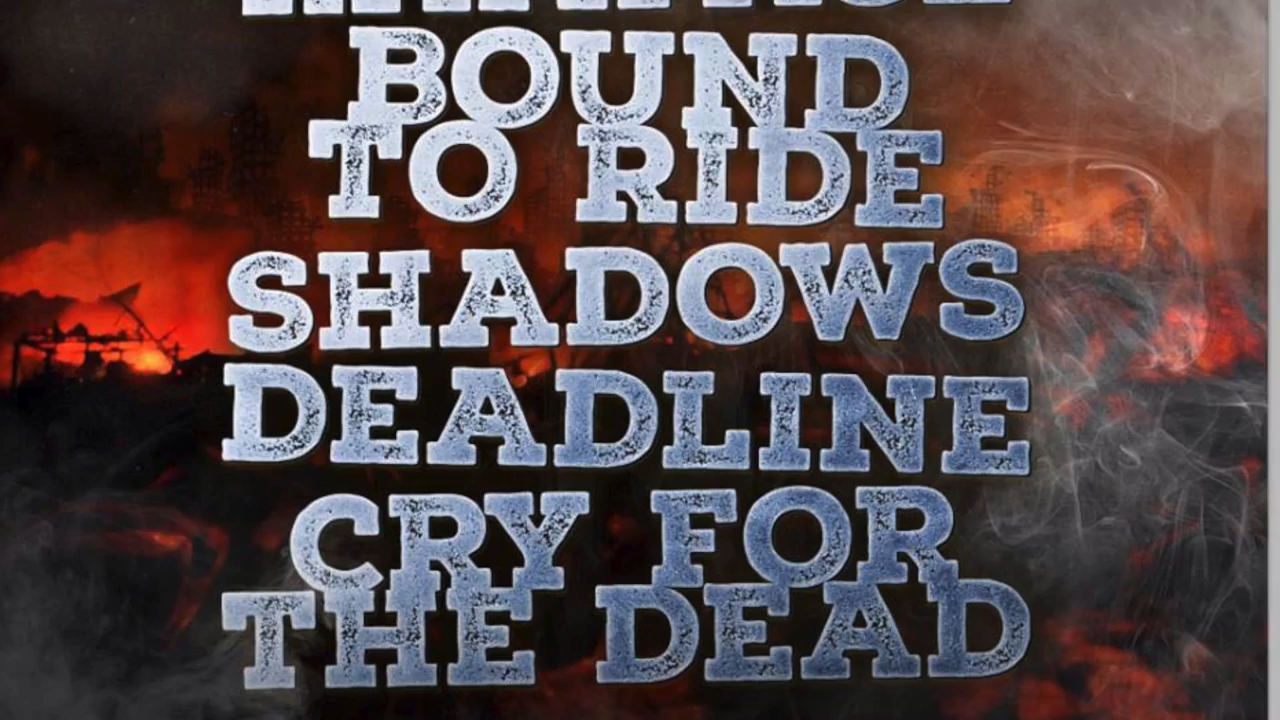 BOUND
TO RIDE
SHADOWS
DEADLINE
CRY FOR
THE DEAD